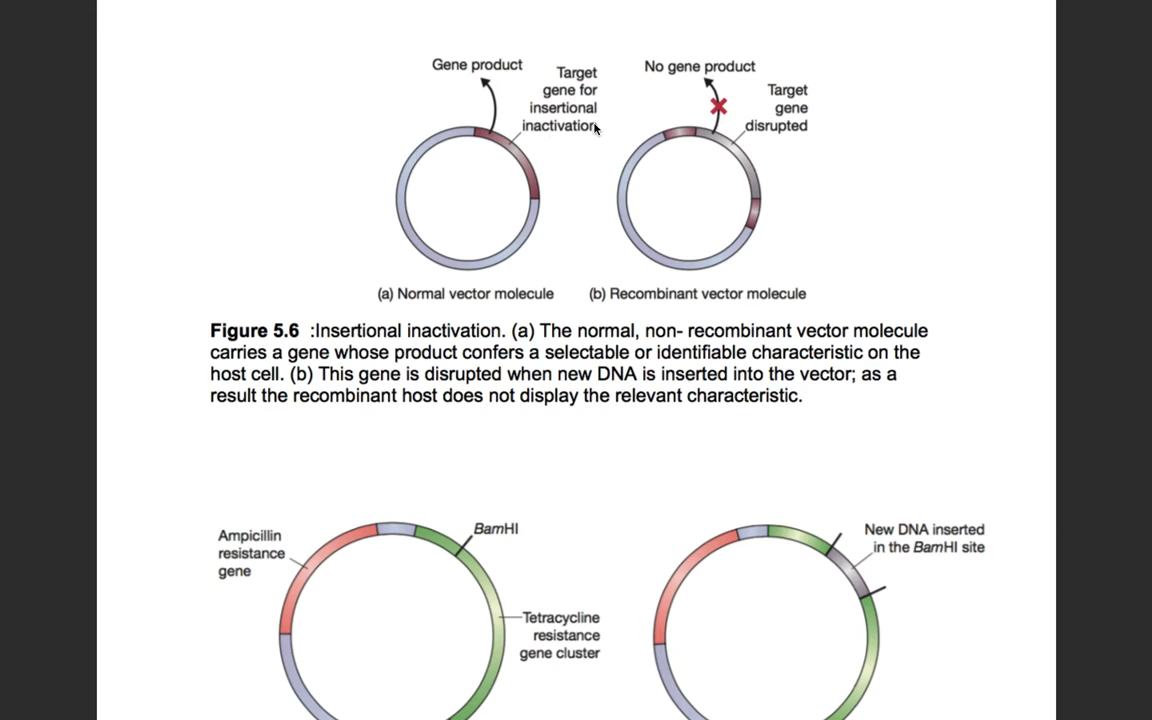 Gene product
Target
gene for
insertional
inactivation
No gene product
Target
gene
disrupted
(a) Normal vector molecule
(b) Recombinant vector molecule
Figure 5.6 :Insertional inactivation. (a) The normal, non- recombinant vector molecule
carries a gene whose product confers a selectable or identifiable characteristic on the
host cell. (b) This gene is disrupted when new DNA is inserted into the vector; as a
result the recombinant host does not display the relevant characteristic.
Ampicillin
resistance
gene
BamHI
Tetracycline
resistance
gene cluster
New DNA inserted
in the BamHI site